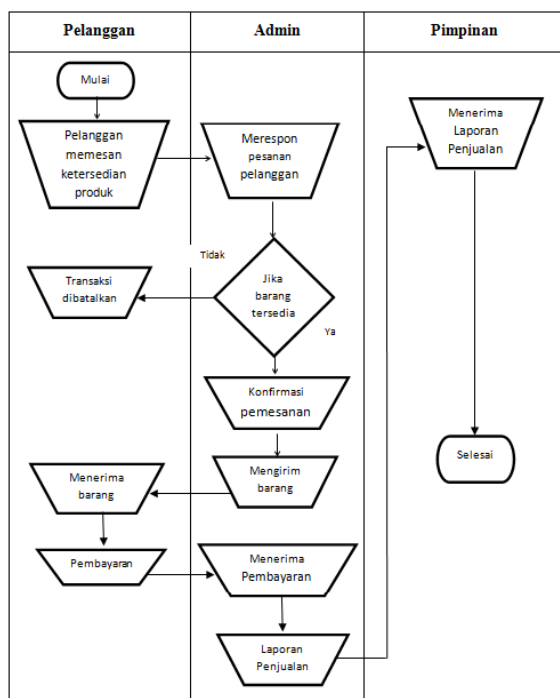 Pelanggan
Admin
Pimpinan
Mulai
Pelanggan
memesan
ketersedian
produk
Merespon
pesanan
pelanggan
Menerima
Laporan
Penjualan
Tidak
Jika
barang
tersedia
Ya
Transaksi
dibatalkan
Konfirmasi
pemesanan
Mengirim
barang
Selesai
Menerima
barang
Pembayaran
Menerima
Pembayaran
Laporan
Penjualan